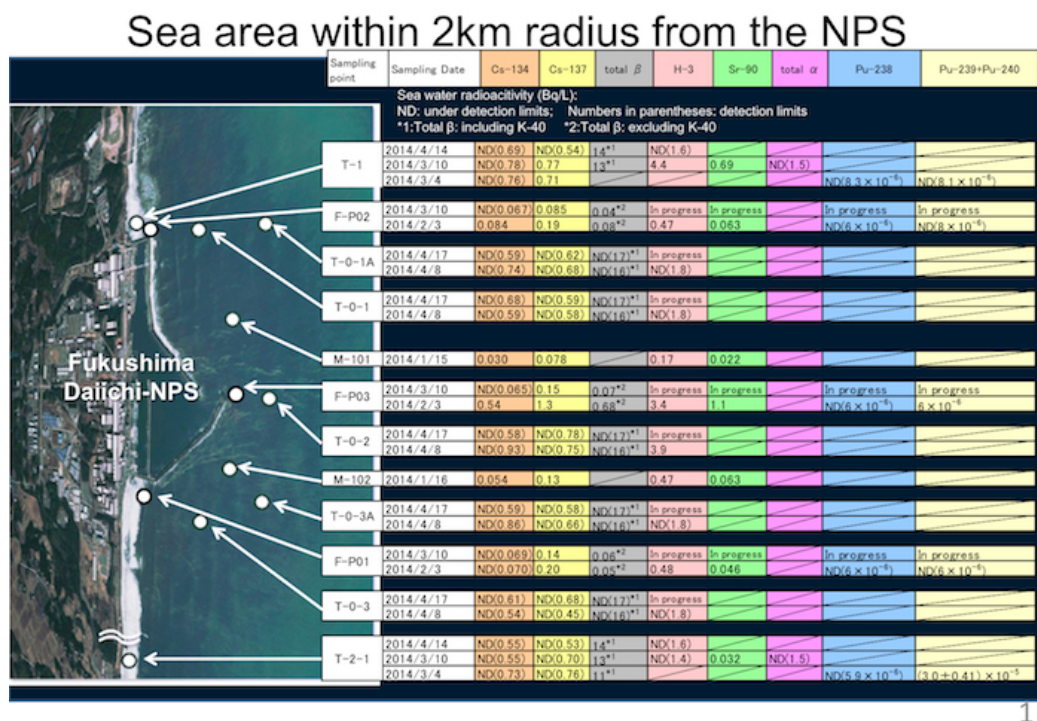 Sea area within 2km radius from the NPS
Sampling point Sampling Date Cs-134 Cs-137 total β H-3 Sr-90 total α Pu-238 Pu-239+Pu-240
Sea water radioacitivity (Bq/L):
ND: under detection limits; Numbers in parentheses: detection limits
*1:Total β: including K-40 *2:Total β: excluding K-40
T-1
2014/4/14 ND(0.69) ND(0.54) 14*1 ND(1.6)
2014/3/10 ND(0.78) 0.77 13*1 4.4 0.69 ND(1.5)
2014/3/4 ND(0.76) 0.71 ND(8.3×10-6) ND(8.1×10-6)
F-P02
2014/3/10 ND(0.067) 0.085 0.04*2 In progress In progress In progress In progress
2014/2/3 0.084 0.19 0.08*2 0.47 0.063 ND(6×10-6) ND(8×10-6)
T-0-1A
2014/4/17 ND(0.59) ND(0.62) ND(17)*1 In progress
2014/4/8 ND(0.74) ND(0.68) ND(16)*1 ND(1.8)
T-0-1
2014/4/17 ND(0.68) ND(0.59) ND(17)*1 In progress
2014/4/8 ND(0.59) ND(0.58) ND(16)*1 ND(1.8)
M-101 2014/1/15 0.030 0.078 0.17 0.022
Fukushima
Daiichi-NPS
F-P03
2014/3/10 ND(0.065) 0.15 0.07*2 In progress In progress In progress In progress
2014/2/3 0.54 1.3 0.68*2 3.4 1.1 ND(6×10-6) 6×10-6
T-0-2
2014/4/17 ND(0.58) ND(0.78) ND(17)*1 In progress
2014/4/8 ND(0.93) ND(0.75) ND(16)*1 3.9
M-102 2014/1/16 0.054 0.13 0.47 0.063
T-0-3A
2014/4/17 ND(0.59) ND(0.58) ND(17)*1 In progress
2014/4/8 ND(0.86) ND(0.66) ND(16)*1 ND(1.8)
F-P01
2014/3/10 ND(0.069) 0.14 0.06*2 In progress In progress In progress In progress
2014/2/3 ND(0.070) 0.20 0.05*2 0.48 0.046 ND(6×10-6) ND(6×10-6)
T-0-3
2014/4/17 ND(0.61) ND(0.68) ND(17)*1 In progress
2014/4/8 ND(0.54) ND(0.45) ND(16)*1 ND(1.8)
T-2-1
2014/4/14 ND(0.55) ND(0.53) 14*1 ND(1.6)
2014/3/10 ND(0.55) ND(0.70) 13*1 ND(1.4) 0.032 ND(1.5)
2014/3/4 ND(0.73) ND(0.76) 11*1 ND(5.9×10-6) (3.0±0.41)×10-5
1